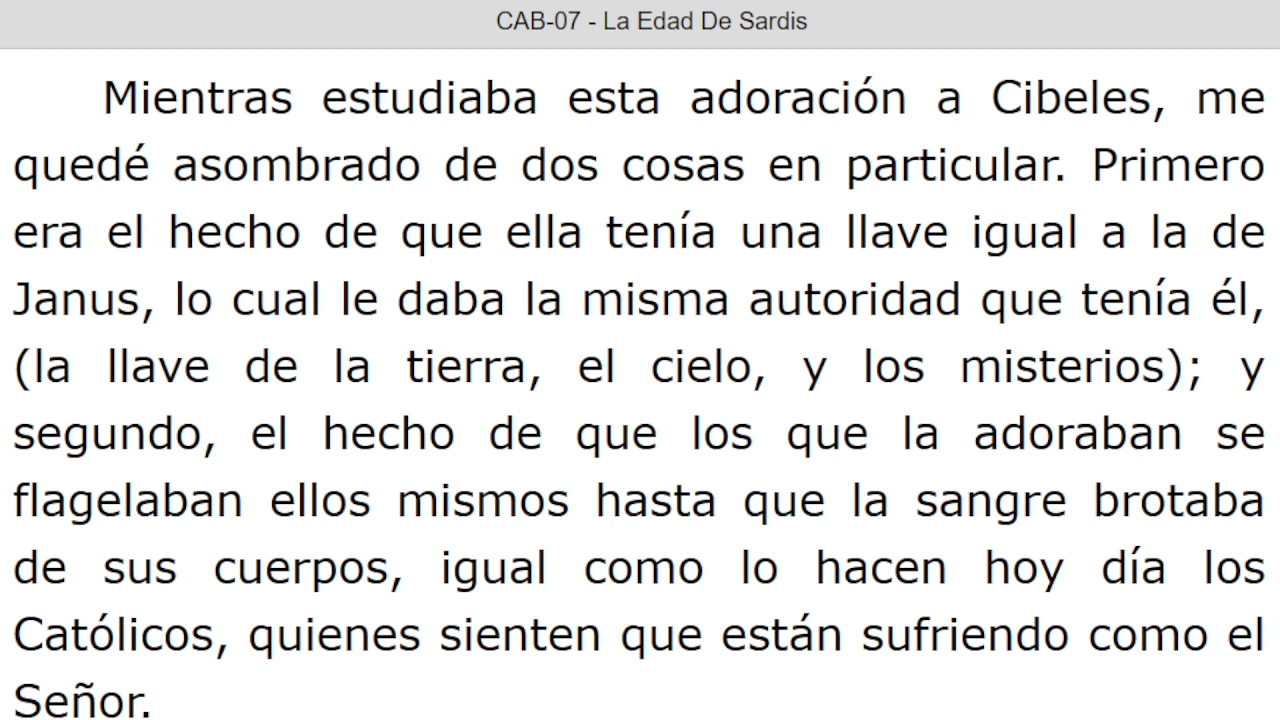 CAB-07 - La Edad De Sardis
Mientras estudiaba esta adoración a Cibeles, me
quedé asombrado de dos cosas en particular. Primero
era el hecho de que ella tenía una llave igual a la de
Janus, lo cual le daba la misma autoridad que tenía él,
(la llave de la tierra, el cielo, y los misterios); y
segundo, el hecho de que los que la adoraban se
flagelaban ellos mismos hasta que la sangre brotaba
de sus cuerpos, igual como lo hacen hoy día los
Católicos, quienes sienten que están sufriendo como el
Señor.